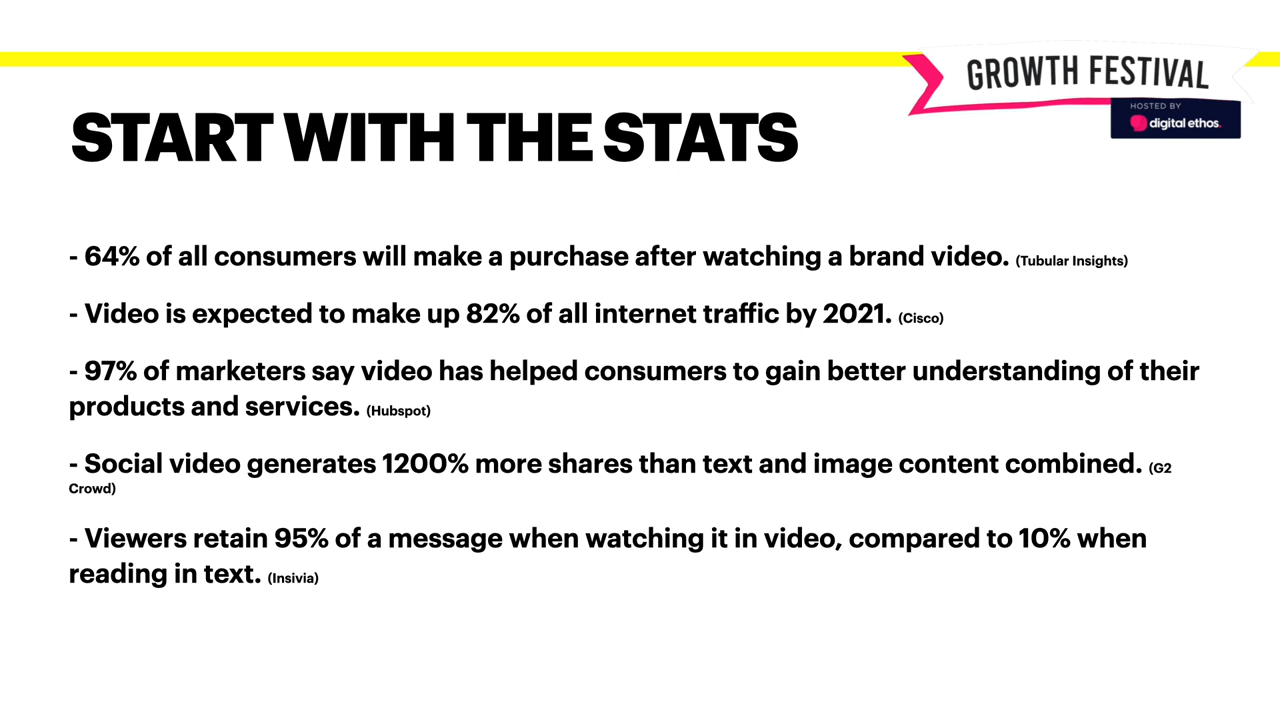 GROWTH FESTIVAL
HOSTED BY
digital ethos.
START WITH THE STATS
- 64% of all consumers will make a purchase after watching a brand video. (Tubular Insights)
- Video is expected to make up 82% of all internet traffic by 2021. (Cisco)
- 97% of marketers say video has helped consumers to gain better understanding of their
products and services. (Hubspot)
- Social video generates 1200% more shares than text and image content combined. (G2
Crowd)
- Viewers retain 95% of a message when watching it in video, compared to 10% when
reading in text. (Insivia)